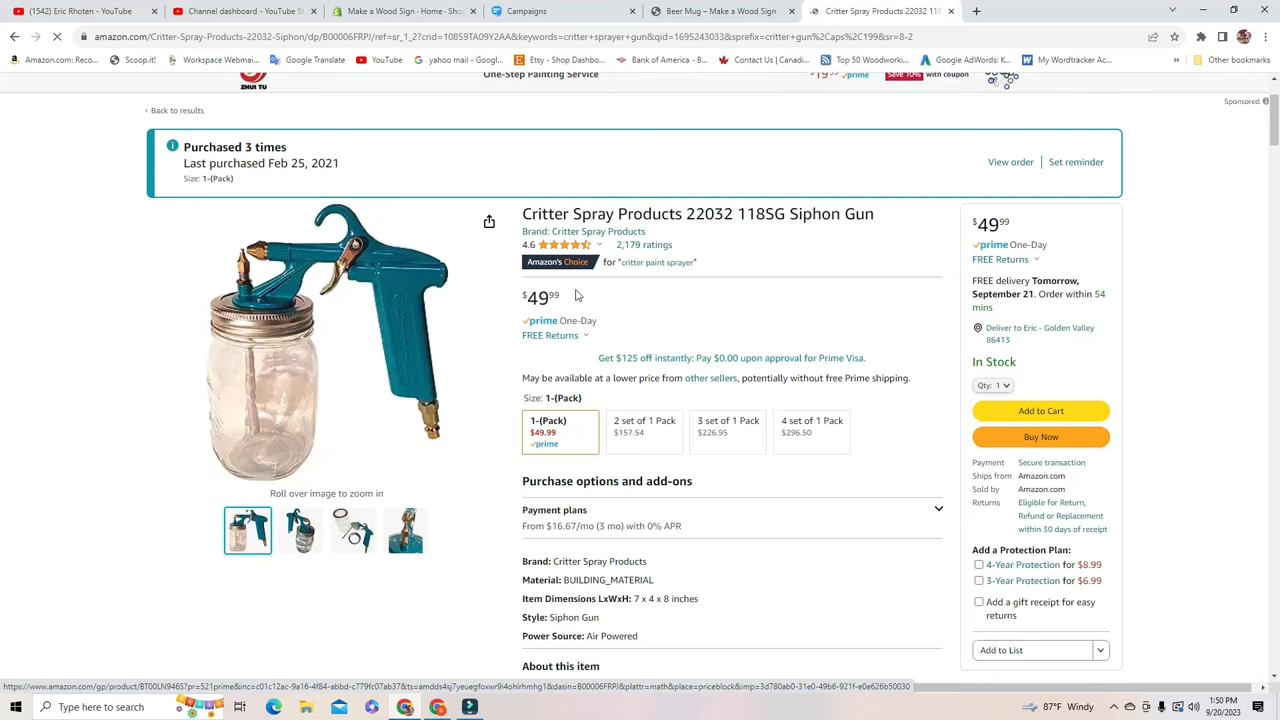 (1542) Eric Rhoten - YouTube
Channel dashboard - YouTube St
Make a Wood Sign - Home · Shop
Campaigns
Beer Mug – Make a Wood Sign
Critter Spray Products 22032 118
amazon.com/Critter-Spray-Products-22032-Siphon/dp/B00006FRPJ/ref=sr_1_2?crid=10859TA09Y2AA&keywords=critter+sprayer+gun&qid=1695243033&sprefix=critter+gun%2Caps%2C199&sr=8-2
Amazon.com: Reco...
Scoop.it!
Workspace Webmai...
Google Translate
YouTube
yahoo mail - Googl...
Etsy - Shop Dashbo...
Bank of America - B...
Contact Us | Canadi...
Top 50 Woodworkin...
Google AdWords: K...
My Wordtracker Ac...
»
Other bookmarks
ZHUI TU
One-Step Painting Service
prime
Save 10% with coupon
Sponsored
‹ Back to results
Purchased 3 times
Last purchased Feb 25, 2021
Size: 1-(Pack)
View order | Set reminder
Critter Spray Products 22032 118SG Siphon Gun
Brand: Critter Spray Products
4.6 2,179 ratings
Amazon's Choice for "critter paint sprayer"
$49 99
prime One-Day
FREE Returns
Get $125 off instantly: Pay $0.00 upon approval for Prime Visa.
May be available at a lower price from other sellers, potentially without free Prime shipping.
Size: 1-(Pack)
1-(Pack)
$49.99
prime
2 set of 1 Pack
$157.54
3 set of 1 Pack
$226.95
4 set of 1 Pack
$296.50
Roll over image to zoom in
Purchase options and add-ons
Payment plans
From $16.67/mo (3 mo) with 0% APR
Brand: Critter Spray Products
Material: BUILDING_MATERIAL
Item Dimensions LxWxH: 7 x 4 x 8 inches
Style: Siphon Gun
Power Source: Air Powered
About this item
$49 99
prime One-Day
FREE Returns
FREE delivery Tomorrow,
September 21. Order within 54
mins
Deliver to Eric - Golden Valley
86413
In Stock
Qty: 1
Add to Cart
Buy Now
Payment Secure transaction
Ships from Amazon.com
Sold by Amazon.com
Returns Eligible for Return,
Refund or Replacement
within 30 days of receipt
Add a Protection Plan:
4-Year Protection for $8.99
3-Year Protection for $6.99
Add a gift receipt for easy
returns
Add to List
Type here to search
87°F Windy
1:50 PM
9/20/2023